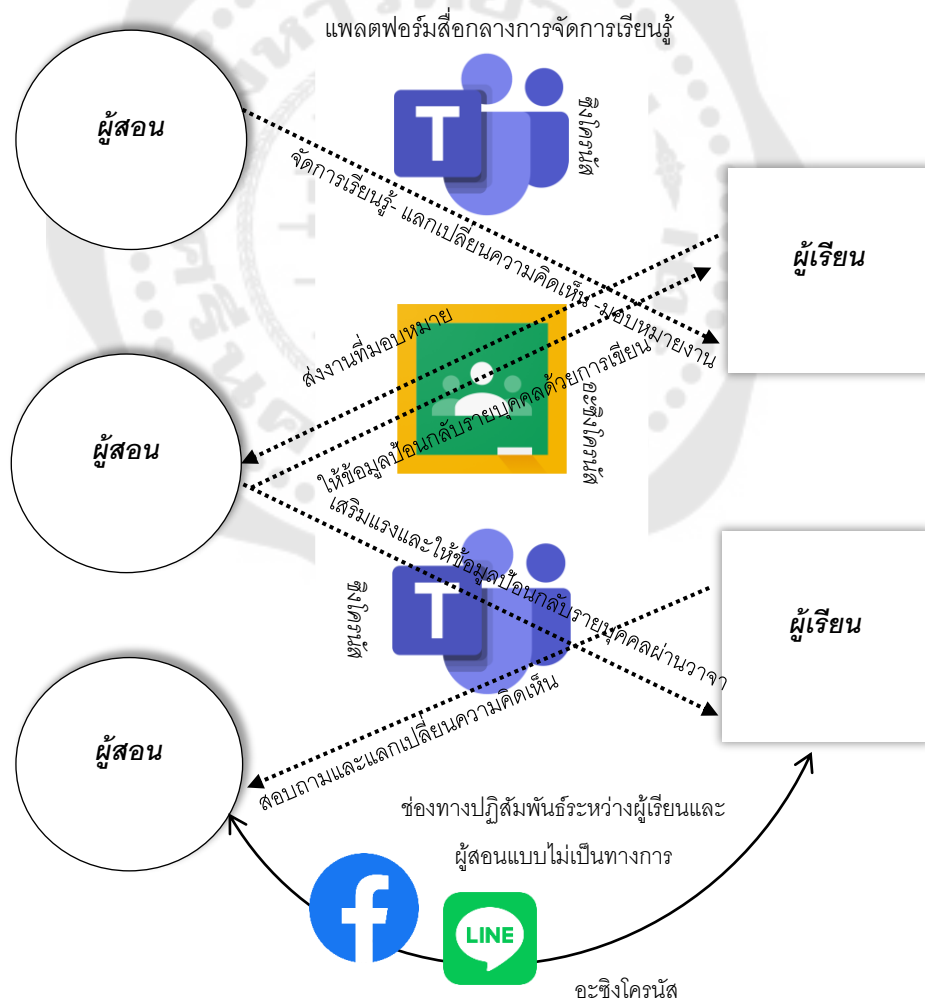 แพลตฟอร์มสื่อกลางการจัดการเรียนรู้
ผู้สอน
T
ซิงโครนัส
จัดการเรียนรู้- แลกเปลี่ยนความคิดเห็น -มอบหมายงาน
ผู้เรียน
ส่งงานที่มอบหมาย
ผู้สอน
ให้ข้อมูลป้อนกลับรายบุคคลด้วยการเขียน
อะซิงโครนัส
เสริมแรงและให้ข้อมูลป้อนกลับรายบุคคลผ่านวาจา
ซิงโครนัส
T
ผู้เรียน
สอบถามและแลกเปลี่ยนความคิดเห็น
ผู้สอน
ช่องทางปฏิสัมพันธ์ระหว่างผู้เรียนและ
ผู้สอนแบบไม่เป็นทางการ
f
LINE
อะซิงโครนัส